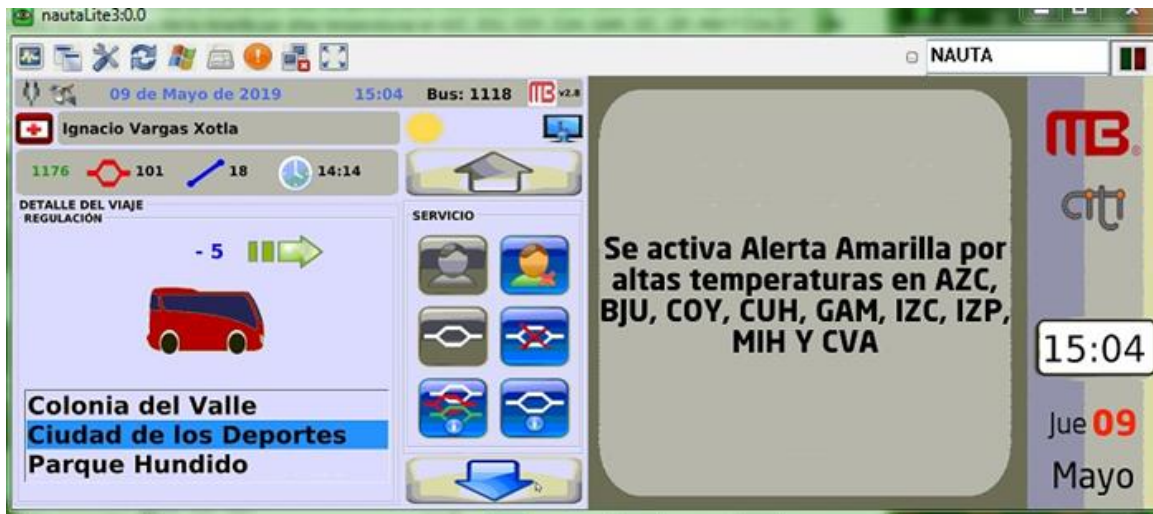 nautaLite3:0.0
NAUTA
09 de Mayo de 2019 15:04 Bus: 1118 MB v2.8
Ignacio Vargas Xotla
1176 101 18 14:14
DETALLE DEL VIAJE
REGULACIÓN
- 5
Colonia del Valle
Ciudad de los Deportes
Parque Hundido
SERVICIO
Se activa Alerta Amarilla por
altas temperaturas en AZC,
BJU, COY, CUH, GAM, IZC, IZP,
MIH Y CVA
MB®
citi
15:04
Jue 09
Mayo